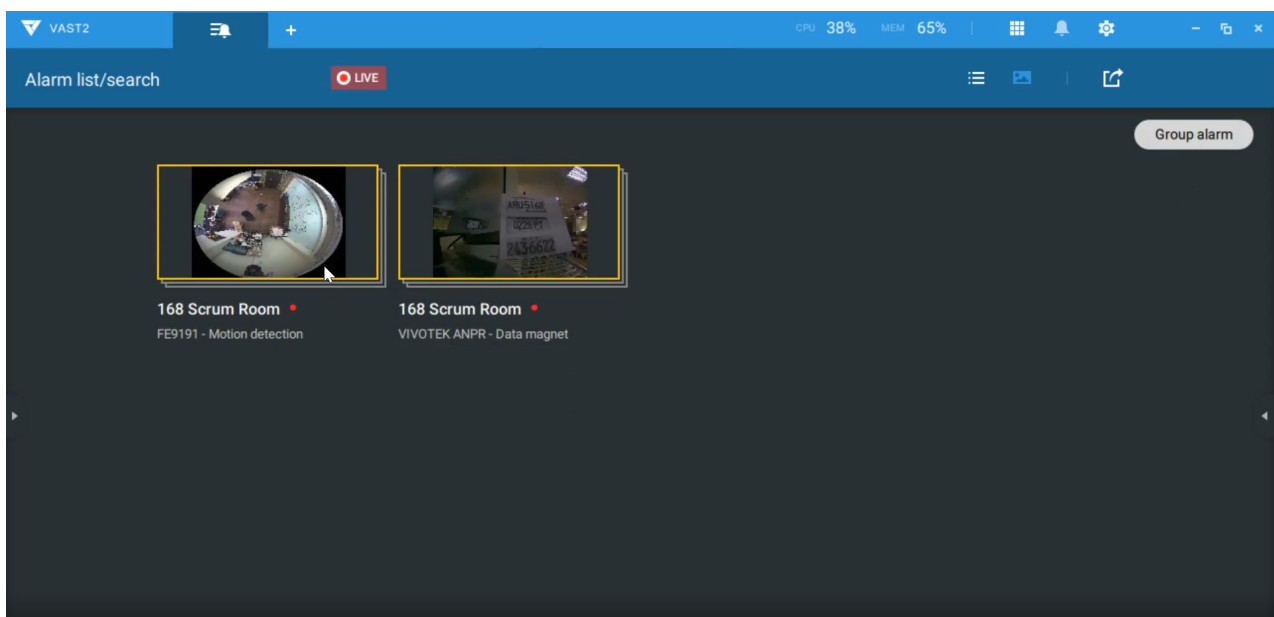 VAST2
CPU 38% MEM 65%
Alarm list/search
LIVE
Group alarm
168 Scrum Room
FE9191 - Motion detection
168 Scrum Room
VIVOTEK ANPR - Data magnet
2436622